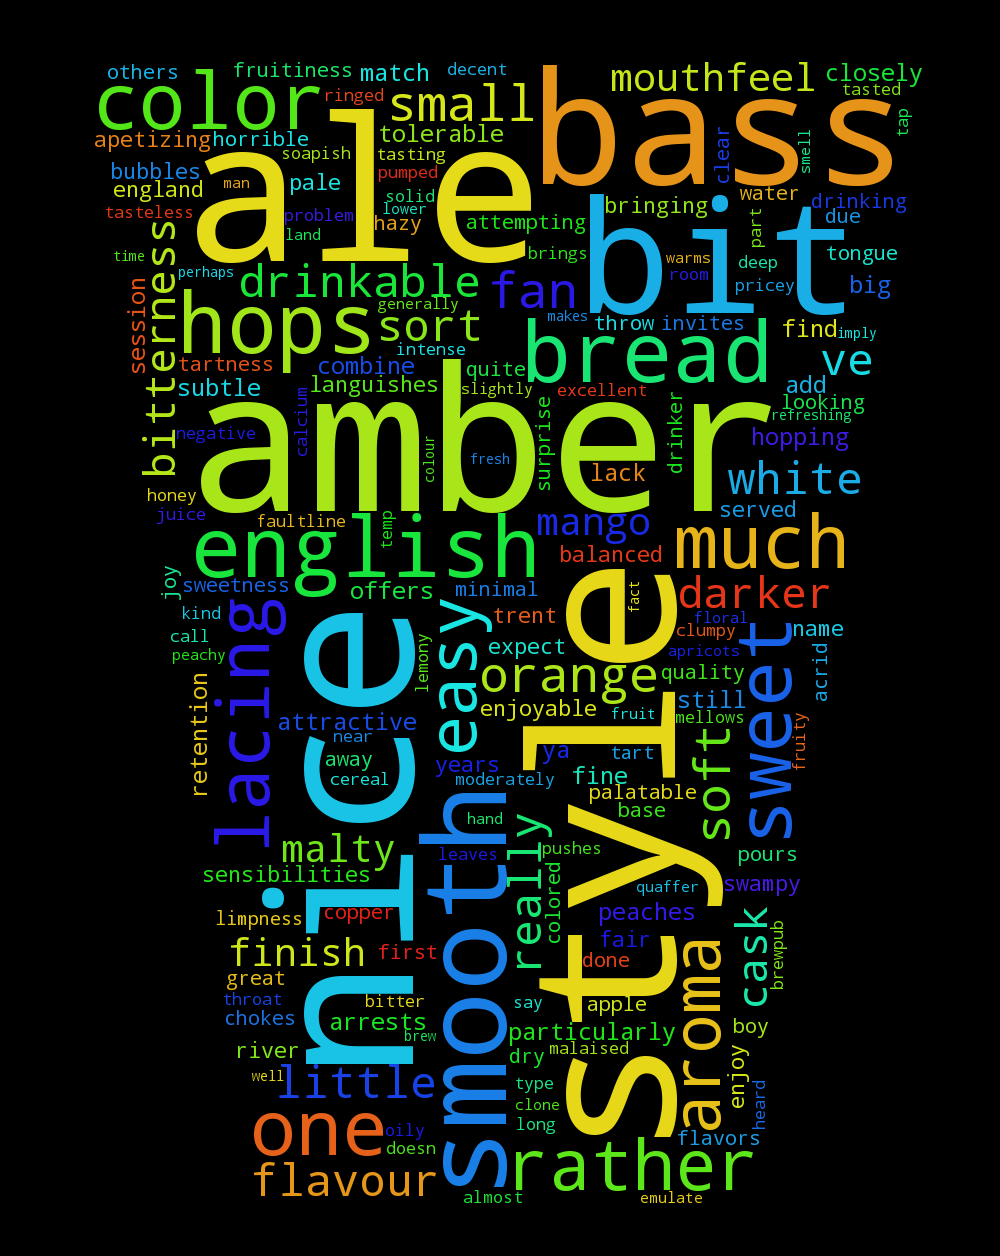 others
fruitiness
match
decent
mouthfeel
closely
color
ringed
small
bass
tasted
tap
apetizing
horrible
ale
tolerable
soapish
tasting
clear
smell
bubbles
man
pale
pumped
england
solid
water
drinking
tasteless
problem
lower
hazy
attempting
bringing
bit
part
due
land
time
bitterness
perhaps
brings
warms
deep
tongue
session
drinkable
fan
room
pricey
big
hops
generally
sort
makes
throw
invites
find
imply
intense
bread
ve
tartness
combine
quite
subtle
languishes
slightly
excellent
add
looking
refreshing
negative
calcium
amber
colour
fresh
surprise
lack
drinker
hopping
white
honey
juice
faultline
temp
mango
served
english
balanced
much
joy
sweetness
offers
minimal
fact
darker
kind
lacing
nice
easy
trent
style
floral
call
lemony
expect
clumpy
sweet
name
peachy
apricots
acrid
retention
orange
quality
attractive
enjoyable
fruit
still
mellows
near
soft
fruity
away
years
ya
tart
cereal
moderately
fine
palatable
smooth
hand
really
base
malty
leaves
pushes
pours
sensibilities
colored
quaffer
swampy
limpness
copper
peaches
cask
finish
first
fair
aroma
brewpub
great
done
throat
bitter
say
apple
chokes
arrests
brew
particularly
boy
river
dry
malaised
enjoy
well
little
type
heard
one
clone
oily
long
doesn
rather
flavors
flavour
almost
emulate